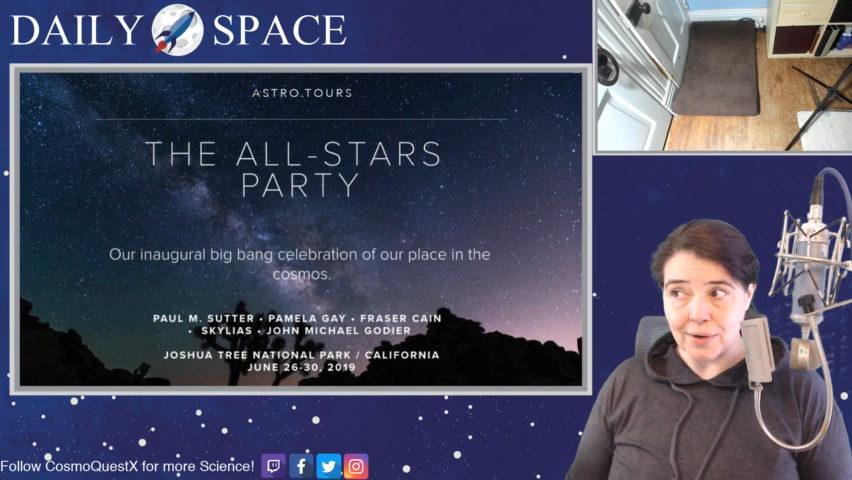 DAILY SPACE
ASTRO.TOURS
THE ALL-STARS
PARTY
Our inaugural big bang celebration of our place in the
cosmos.
PAUL M. SUTTER • PAMELA GAY • FRASER CAIN
• SKYLIAS • JOHN MICHAEL GODIER
JOSHUA TREE NATIONAL PARK / CALIFORNIA
JUNE 26-30, 2019
Follow CosmoQuestX for more Science!